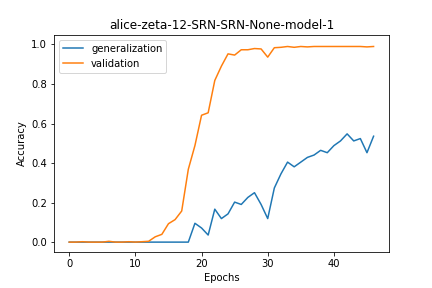 alice-zeta-12-SRN-SRN-None-model-1
generalization
validation
1.0
0.8
0.6
0.4
0.2
0.0
Accuracy
0 10 20 30 40
Epochs